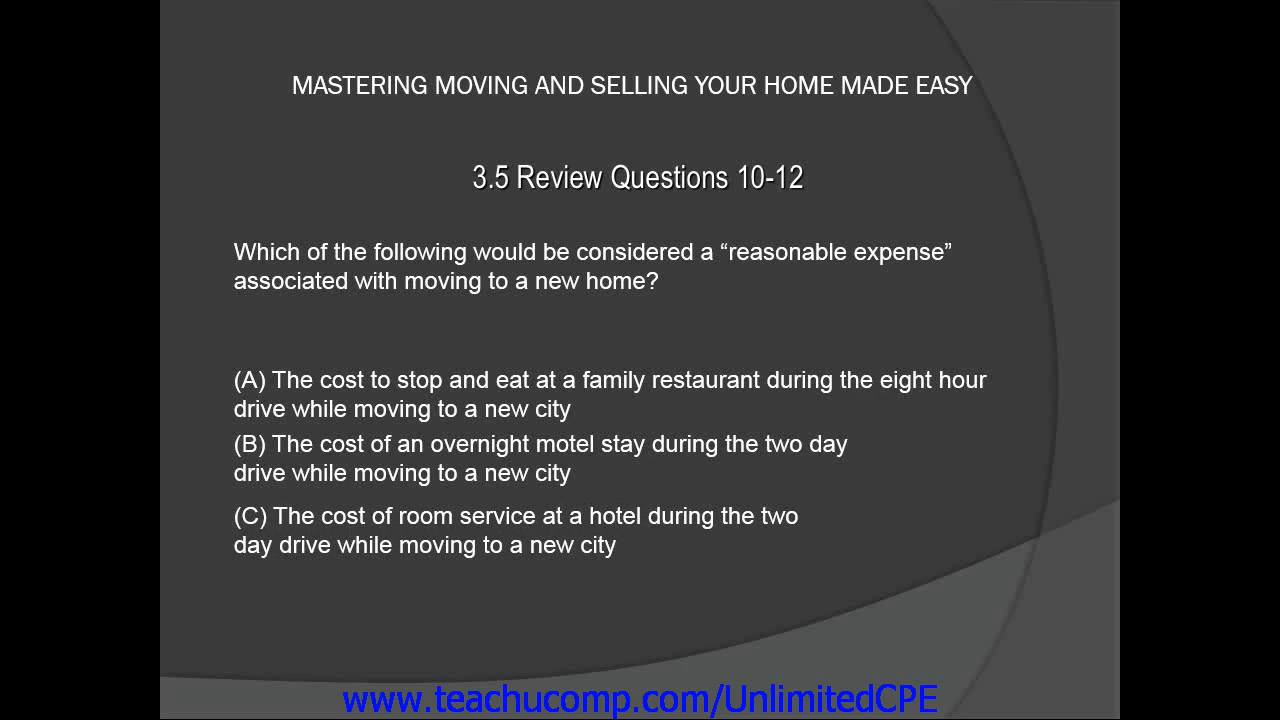 MASTERING MOVING AND SELLING YOUR HOME MADE EASY
3.5 Review Questions 10-12
Which of the following would be considered a “reasonable expense”
associated with moving to a new home?
(A) The cost to stop and eat at a family restaurant during the eight hour
drive while moving to a new city
(B) The cost of an overnight motel stay during the two day
drive while moving to a new city
(C) The cost of room service at a hotel during the two
day drive while moving to a new city
www.teachucomp.com/UnlimitedCPE